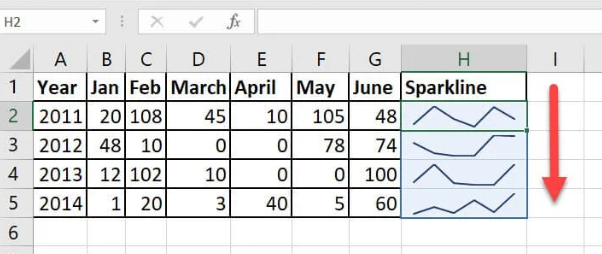 H2 fx
A B C D E F G H I
1 Year Jan Feb March April May June Sparkline
2 2011 20 108 45 10 105 48
3 2012 48 10 0 0 78 74
4 2013 12 102 10 0 0 100
5 2014 1 20 3 40 5 60
6